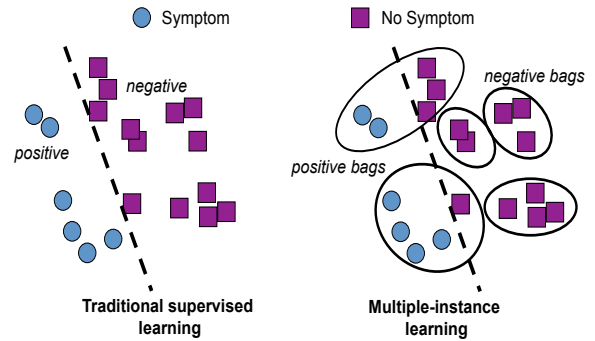 Symptom
No Symptom
negative
positive
negative bags
positive bags
Traditional supervised
learning
Multiple-instance
learning